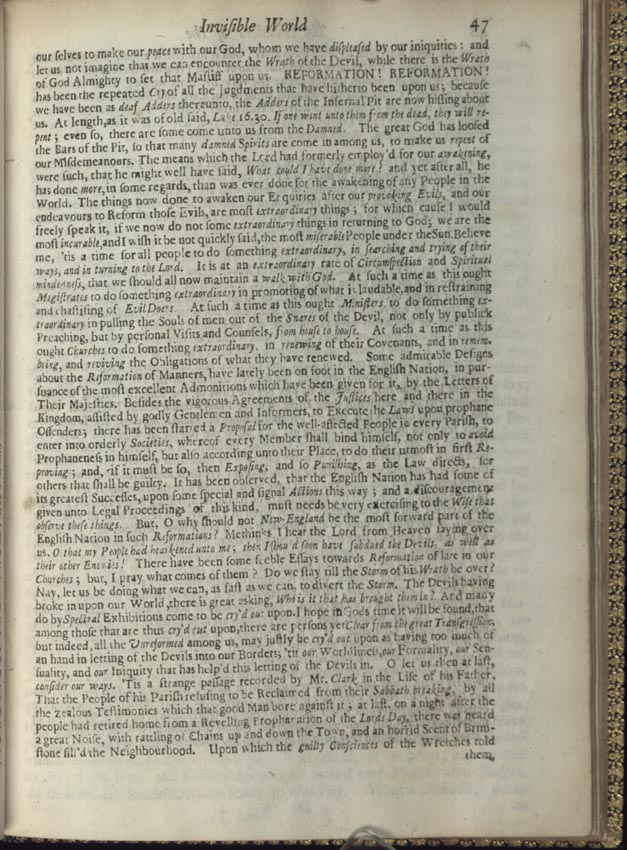 Invisible World 47
our selves to make our peace with our God, whom we have displeased by our iniquities: and
let us not imagine that we can encounter the Wrath of the Devil, while there is the Wrath
of God Almighty to set that Mastiff upon us. REFORMATION! REFORMATION!
has been the repeated Cry of all the Jugdments that have hitherto been upon us; because
we have been as deaf Adders thereunto, the Adders of the Infernal Pit are now hissing about
us. At length, as it was of old said, Luke 16.30. If one went unto them from the dead, they will re-
pent; even so, there are some come unto us from the Damned. The great God has loosed
the Bars of the Pit, so that many damned Spirits are come in among us, to make us repent of
our Misdemeanours. The means which the Lord had formerly employ'd for our awakening,
were such, that he might well have said, What could I have done more? and yet after all, he
has done more, in some regards, than was ever done for the awakening of any People in the
World. The things now done to awaken our Enquiries after our provoking Evils, and our
endeavours to Reform those Evils, are most extraordinary things; for which cause I would
freely speak it, if we now do not some extraordinary things in returning to God; we are the
most incurable, and I wish it be not quickly said, the most miserable People under the Sun. Believe
me, 'tis a time for all people to do something extraordinary, in searching and trying of their
ways, and in turning to the Lord. It is at an extraordinary rate of Circumspection and Spiritual
mindedness, that we should all now maintain a walk with God. At such a time as this ought
Magistrates to do something extraordinary in promoting of what is laudable, and in restraining
and chastising of Evil Doers. At such a time as this ought Ministers to do something ex-
traordinary in pulling the Souls of men out of the Snares of the Devil, not only by publick
Preaching, but by personal Visits and Counsels, from house to house. At such a time as this
ought Churches to do something extraordinary, in renewing of their Covenants, and in remem-
bring, and reviving the Obligations of what they have renewed. Some admirable Designs
about the Reformation of Manners, have lately been on foot in the English Nation, in pur-
suance of the most excellent Admonitions which have been given for it, by the Letters of
Their Majesties. Besides the vigorous Agreements of the Justices here and there in the
Kingdom, assisted by godly Gentlemen and Informers, to Execute the Laws upon prophane
Offenders; there has been started a Proposal for the well-affected People in every Parish, to
enter into orderly Societies, whereof every Member shall bind himself, not only to avoid
Prophaneness in himself, but also according unto their Place, to do their utmost in first Re-
proving; and, if it must be so, then Exposing, and so Punishing, as the Law directs, for
others that shall be guilty. It has been observed, that the English Nation has had some of
its greatest Successes, upon some special and signal Actions this way; and a discouragement
given unto Legal Proceedings of this kind, must needs be very exercising to the Wise that
observe these things. But, O why should not New-England be the most forward part of the
English Nation in such Reformations? Methinks I hear the Lord from Heaven saying over
us, O that my People had hearkened unto me; then I should soon have subdued the Devils, as well as
their other Enemies! There have been some feeble Essays towards Reformation of late in our
Churches; but, I pray what comes of them? Do we stay till the Storm of his Wrath be over?
Nay, let us be doing what we can, as fast as we can, to divert the Storm. The Devils having
broke in upon our World, there is great asking, Who is it that has brought them in? And many
do by Spectral Exhibitions come to be cry'd out upon. I hope in Gods time it will be found, that
among those that are thus cry'd out upon, there are persons yet Clear from the great Transgression;
but indeed, all the Unreformed among us, may justly be cry'd out upon as having too much of
an hand in letting of the Devils into our Borders; 'tis our Worldliness, our Formality, our Sen-
suality, and our Iniquity that has help'd this letting of the Devils in. O let us then at last,
consider our ways. 'Tis a strange passage recorded by Mr. Clark in the Life of his Father,
That the People of his Parish refusing to be Reclaimed from their Sabbath breaking, by all
the zealous Testimonies which that good Man bore against it; at last, on a night after the
people had retired home from a Revelling Prophanation of the Lords Day, there was heard
a great Noise, with rattling of Chains up and down the Town, and an horrid Scent of Brim-
stone fill'd the Neighbourhood. Upon which the guilty Consciences of the Wretches told
them,